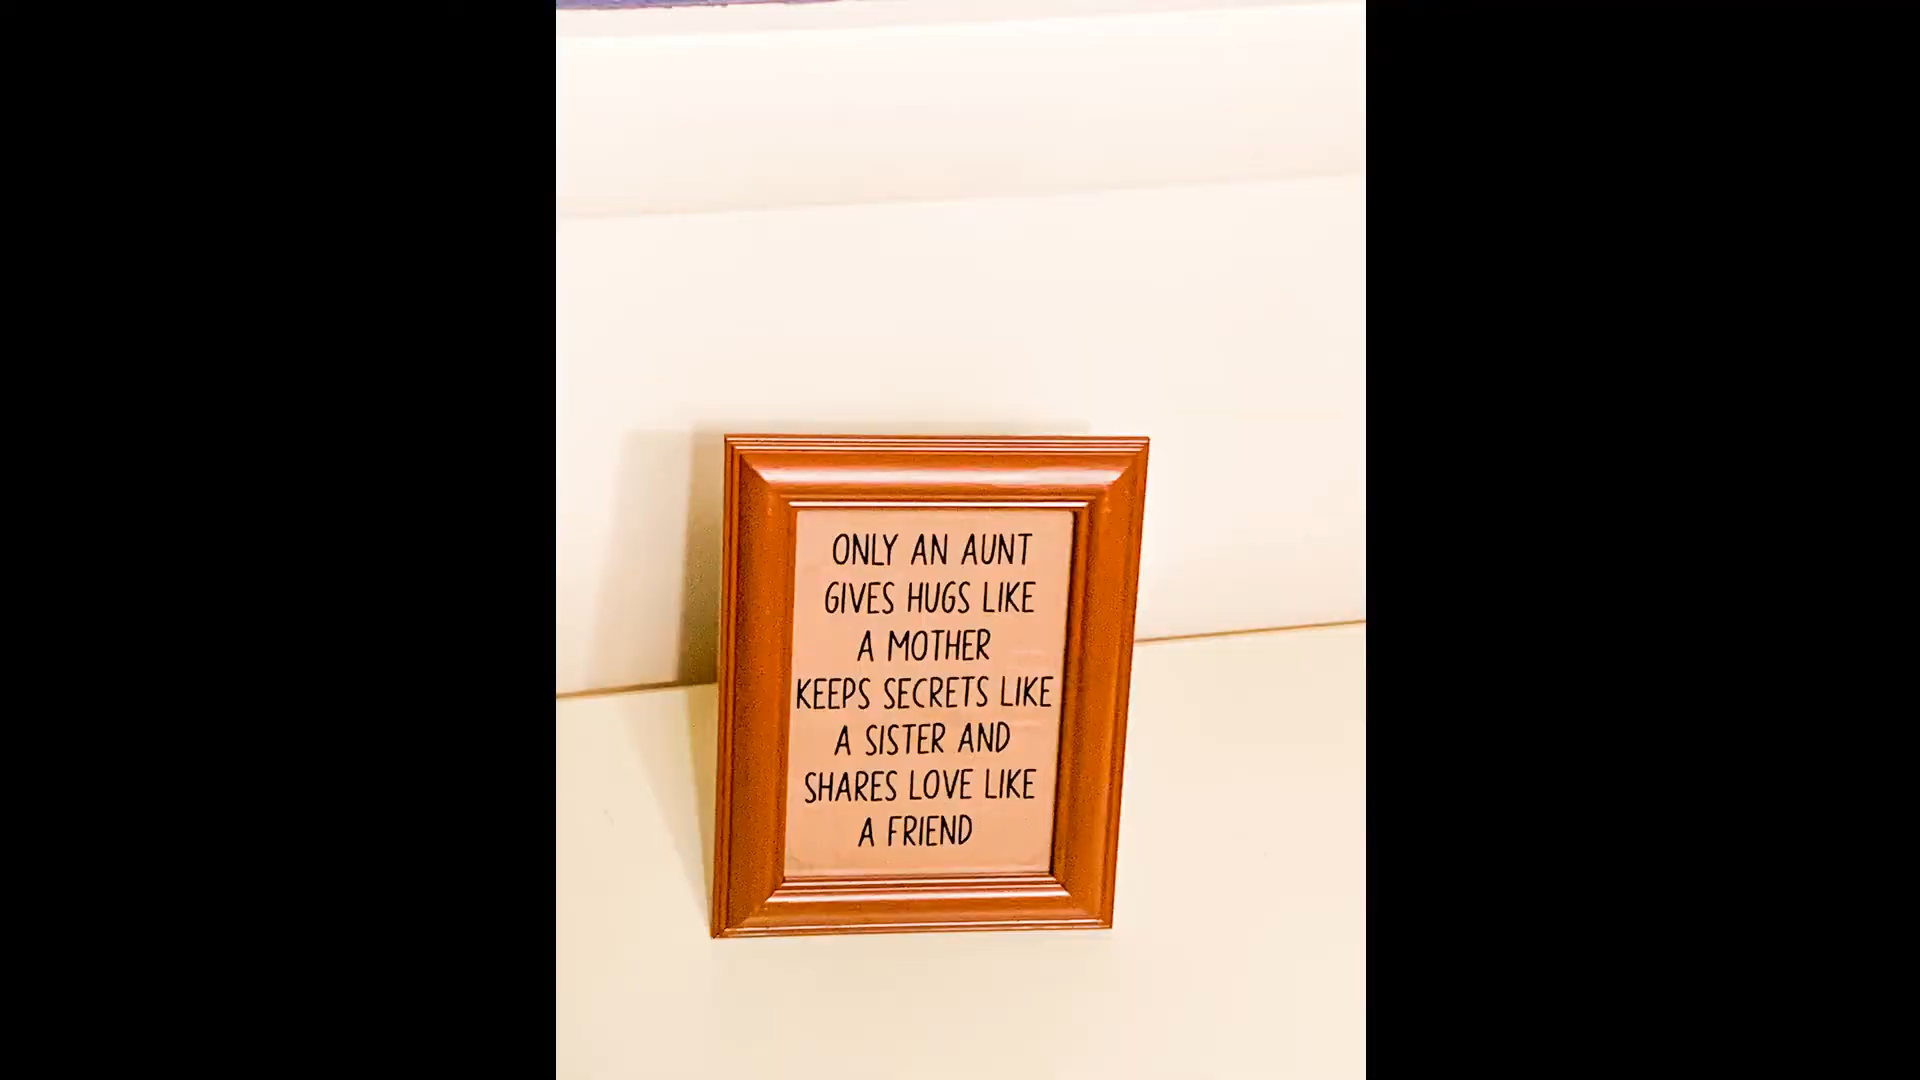 ONLY AN AUNT
GIVES HUGS LIKE
A MOTHER
KEEPS SECRETS LIKE
A SISTER AND
SHARES LOVE LIKE
A FRIEND